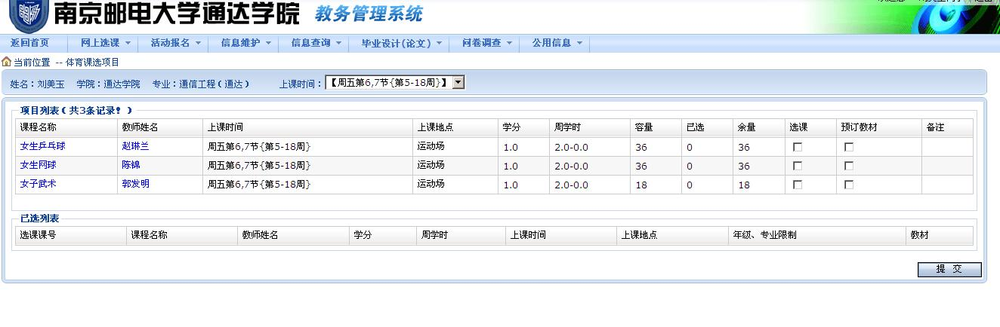 南京邮电大学通达学院 教务管理系统
返回首页 网上选课 活动报名 信息维护 信息查询 毕业设计(论文) 问卷调查 公用信息
当前位置 -- 体育课选项目
姓名：刘美玉 学院：通达学院 专业：通信工程（通达） 上课时间：【周五第6,7节{第5-18周}】
项目列表（共3条记录！）
课程名称 教师姓名 上课时间 上课地点 学分 周学时 容量 已选 余量 选课 预订教材 备注
女生乒乓球 赵琳兰 周五第6,7节{第5-18周} 运动场 1.0 2.0-0.0 36 0 36
女生网球 陈锦 周五第6,7节{第5-18周} 运动场 1.0 2.0-0.0 36 0 36
女子武术 郭发明 周五第6,7节{第5-18周} 运动场 1.0 2.0-0.0 18 0 18
已选列表
选课课号 课程名称 教师姓名 学分 周学时 上课时间 上课地点 年级、专业限制 教材
提 交